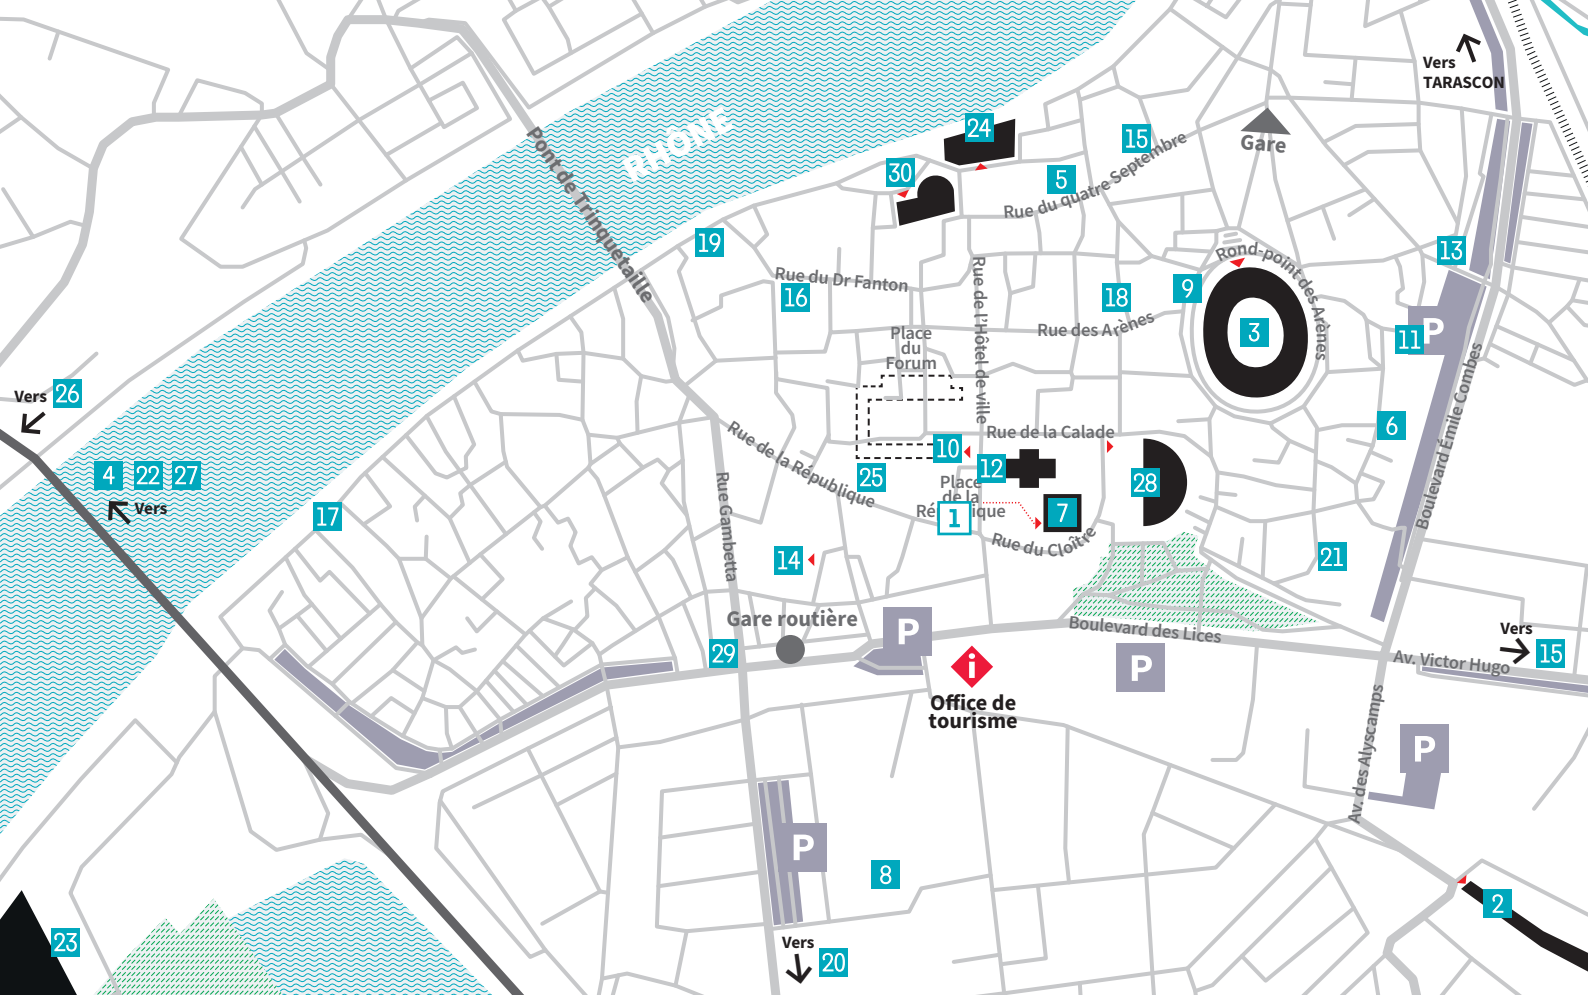 Vers
TARASCON
RHÔNE
24
15
Gare
30
5
Rue du quatre Septembre
Pont de Trinquetaille
19
13
Rond-point des Arènes
Rue du Dr Fanton
16
Rue de l'Hôtel de ville
18
9
Rue des Arènes
3
11
P
Place
du
Forum
Vers
26
Boulevard Émile Combes
6
Rue de la Calade
Rue de la République
10
12
25
28
4
22
27
Vers
17
Place
de la
Ré
ique
1
7
Rue du Cloître
Rue Gambetta
14
21
Gare routière
P
Boulevard des Lices
29
P
Office de
tourisme
Vers
15
Av. Victor Hugo
Av. des Alyscamps
P
P
8
2
23
Vers
20